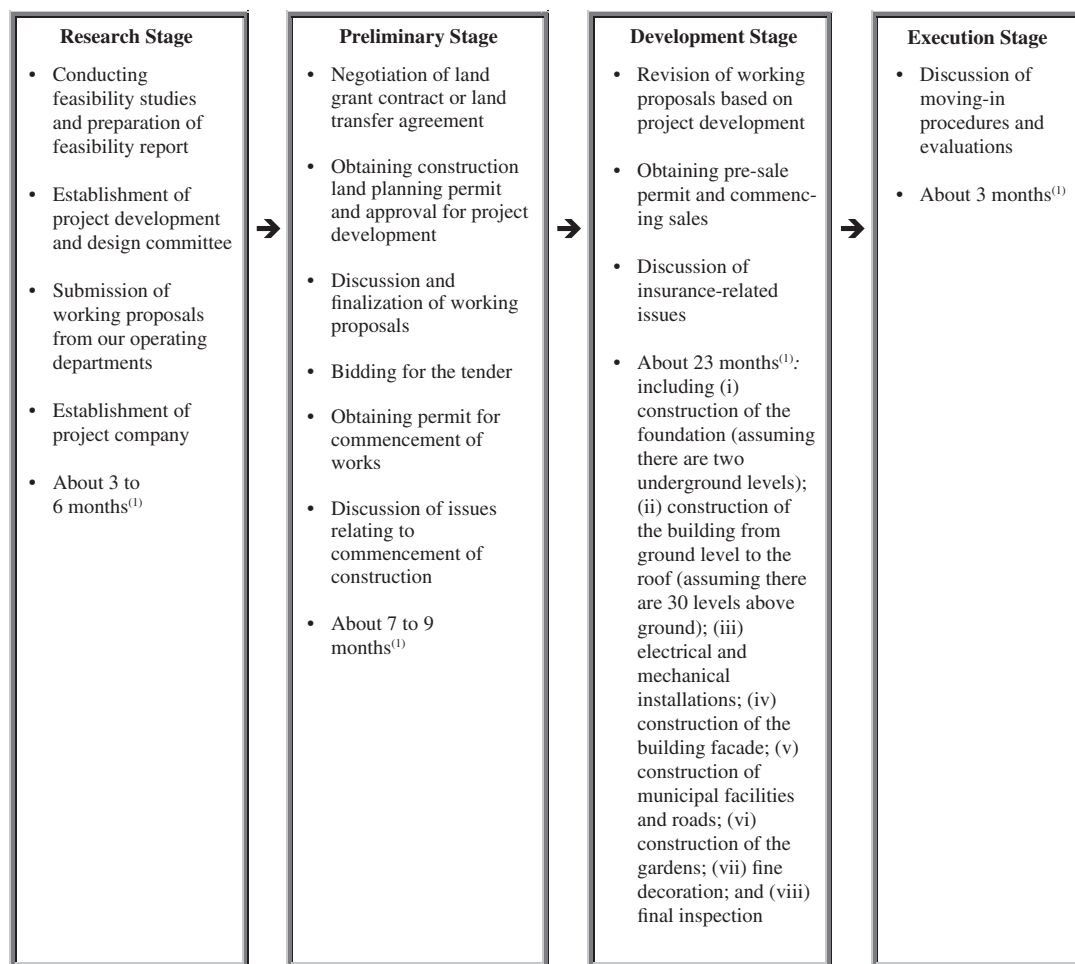 Research Stage
• Conducting
feasibility studies
and preparation of
feasibility report
• Establishment of
project development
and design committee
• Submission of
working proposals
from our operating
departments
• Establishment of
project company
• About 3 to
6 months(1)
➔
Preliminary Stage
• Negotiation of land
grant contract or land
transfer agreement
• Obtaining construction
land planning permit
and approval for project
development
• Discussion and
finalization of working
proposals
• Bidding for the tender
• Obtaining permit for
commencement of
works
• Discussion of issues
relating to
commencement of
construction
• About 7 to 9
months(1)
➔
Development Stage
• Revision of working
proposals based on
project development
• Obtaining pre-sale
permit and commenc-
ing sales
• Discussion of
insurance-related
issues
• About 23 months(1):
including (i)
construction of the
foundation (assuming
there are two
underground levels);
(ii) construction of
the building from
ground level to the
roof (assuming there
are 30 levels above
ground); (iii)
electrical and
mechanical
installations; (iv)
construction of the
building facade; (v)
construction of
municipal facilities
and roads; (vi)
construction of the
gardens; (vii) fine
decoration; and (viii)
final inspection
➔
Execution Stage
• Discussion of
moving-in
procedures and
evaluations
• About 3 months(1)